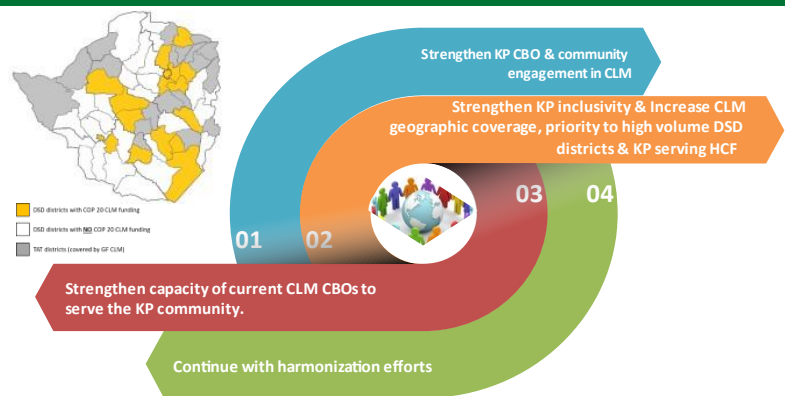 Strengthen KP CBO & community
engagement in CLM
Strengthen KP inclusivity & Increase CLM
geographic coverage, priority to high volume DSD
districts & KP serving HCF
01
02
03
04
DSD districts with COP 20 CLM funding
DSD districts with NO COP 20 CLM funding
TAT districts (covered by GF CLM)
Strengthen capacity of current CLM CBOs to
serve the KP community.
Continue with harmonization efforts